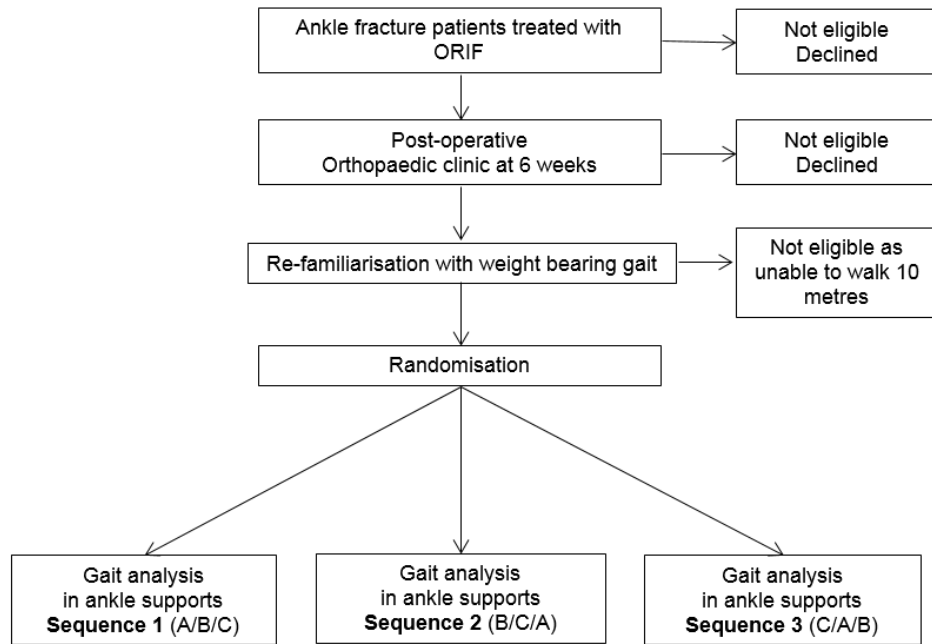 Ankle fracture patients treated with
ORIF
Not eligible
Declined
Post-operative
Orthopaedic clinic at 6 weeks
Not eligible
Declined
Re-familiarisation with weight bearing gait
Not eligible as
unable to walk 10
metres
Randomisation
Gait analysis
in ankle supports
Sequence 1 (A/B/C)
Gait analysis
in ankle supports
Sequence 2 (B/C/A)
Gait analysis
in ankle supports
Sequence 3 (C/A/B)